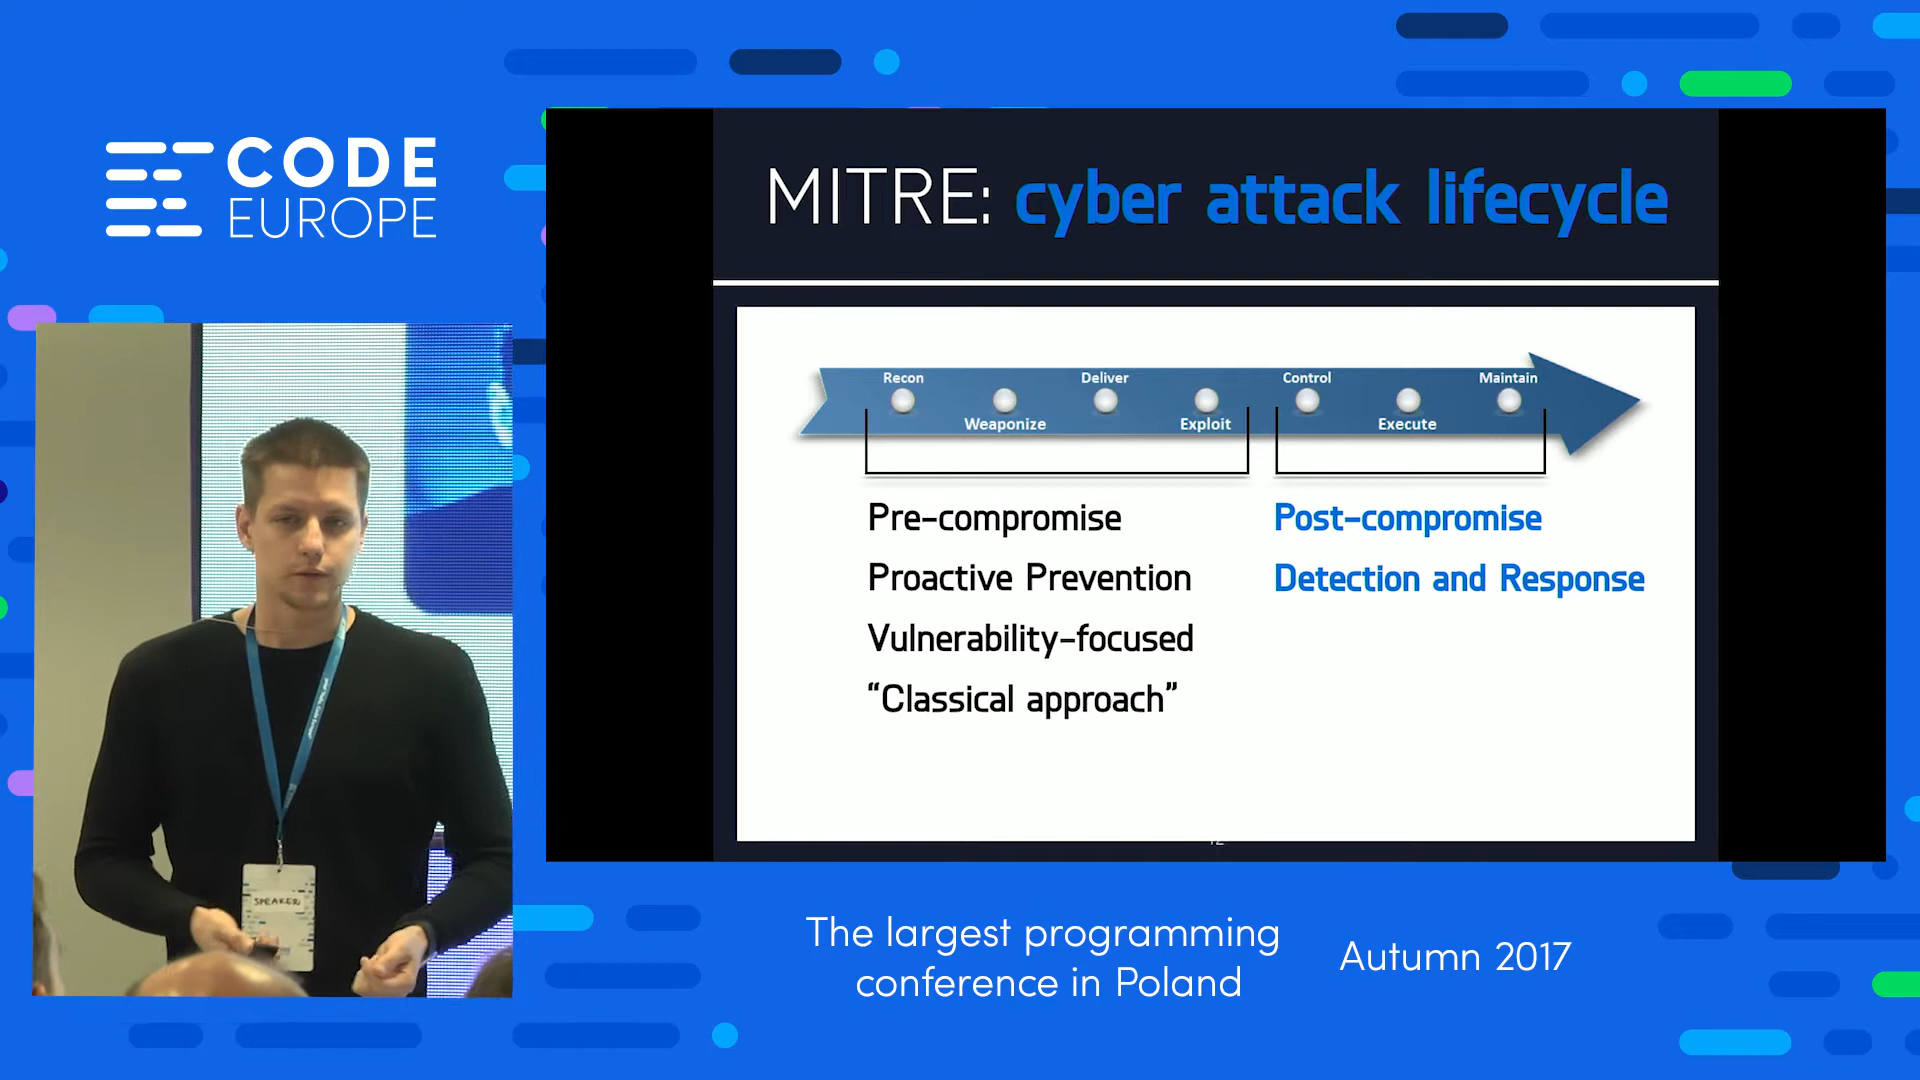 CODE
EUROPE
MITRE: cyber attack lifecycle
Recon
Weaponize
Deliver
Exploit
Control
Execute
Maintain
Pre-compromise
Proactive Prevention
Vulnerability-focused
“Classical approach”
Post-compromise
Detection and Response
SPEAKER
The largest programming
conference in Poland
Autumn 2017